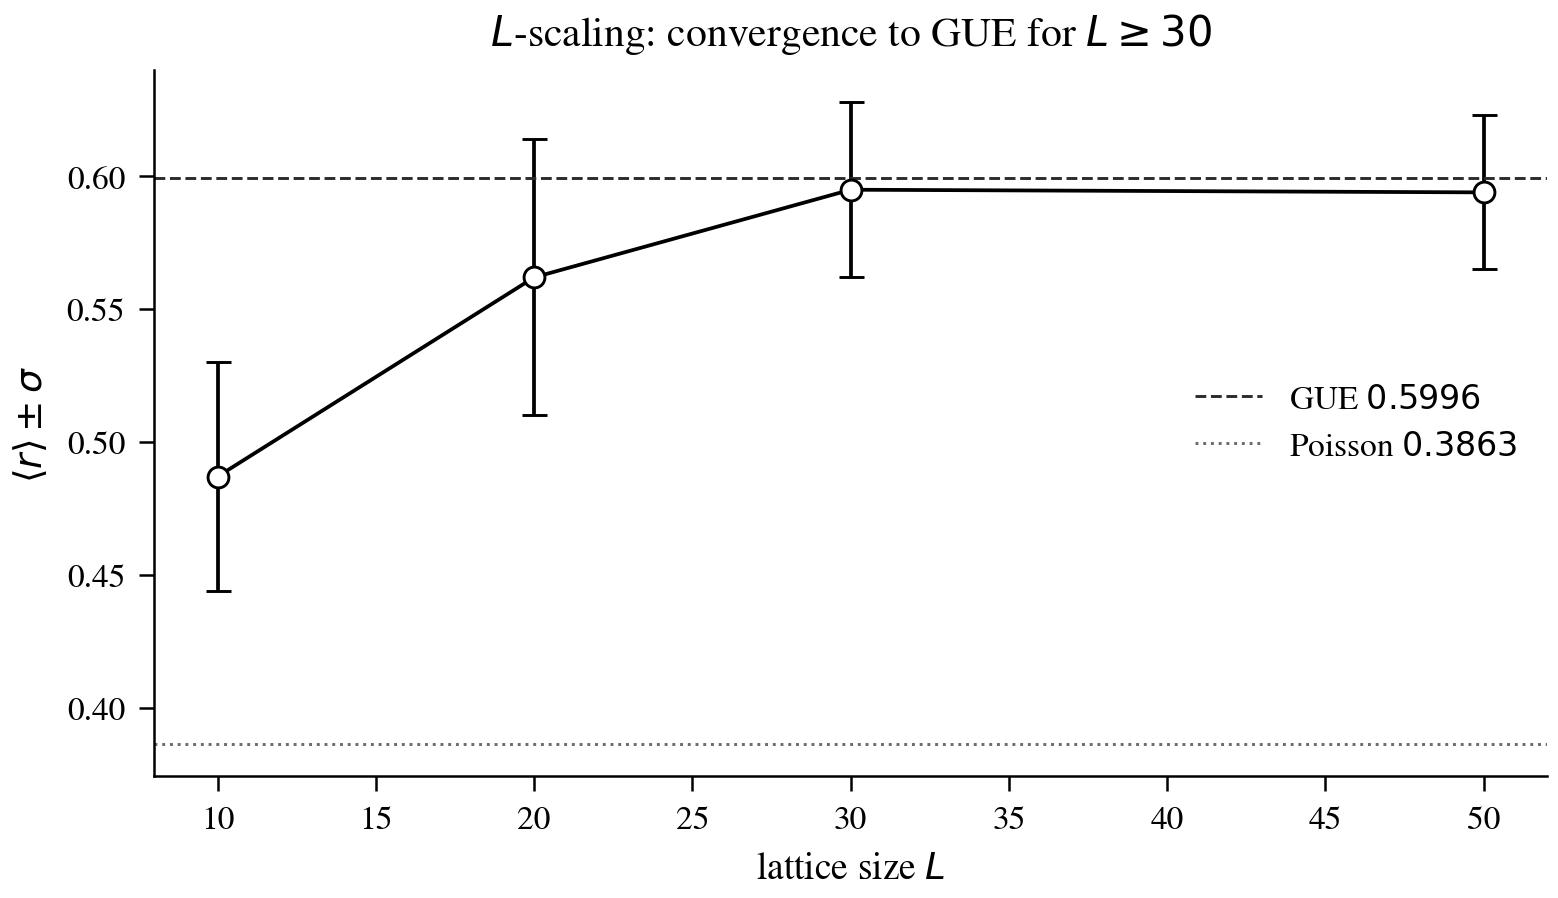 L-scaling: convergence to GUE for L ≥ 30
⟨r⟩ ± σ
0.60
0.55
0.50
0.45
0.40
GUE 0.5996
Poisson 0.3863
10 15 20 25 30 35 40 45 50
lattice size L